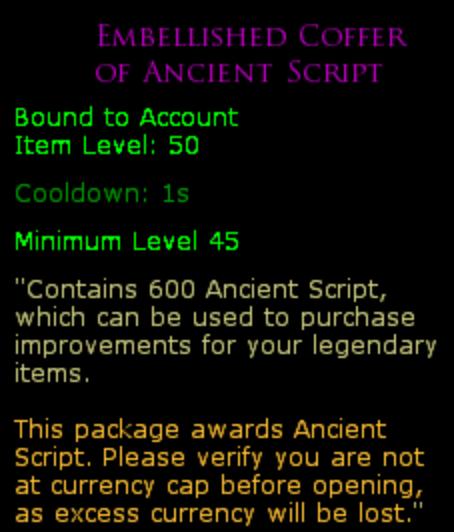 Embellished Coffer
of Ancient Script
Bound to Account
Item Level: 50
Cooldown: 1s
Minimum Level 45
"Contains 600 Ancient Script,
which can be used to purchase
improvements for your legendary
items.
This package awards Ancient
Script. Please verify you are not
at currency cap before opening,
as excess currency will be lost."